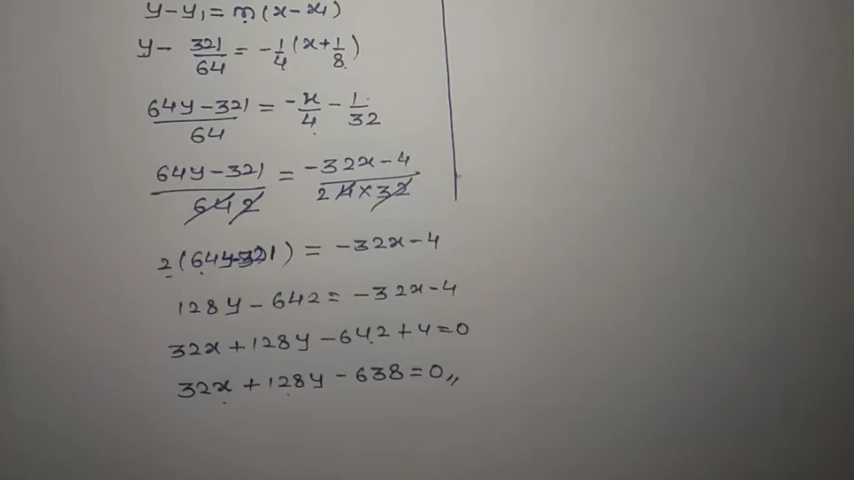 y-y₁ = m(x-x₁)
y- 321/64 = -1/4(x+1/8)
64y-321/64 = -x/4 - 1/32
64y-321/64 2 = -32x-4/2 4×32
2(64y-321) = -32x-4
128y-642 = -32x-4
32x+128y-642+4=0
32x+128y-638=0,,